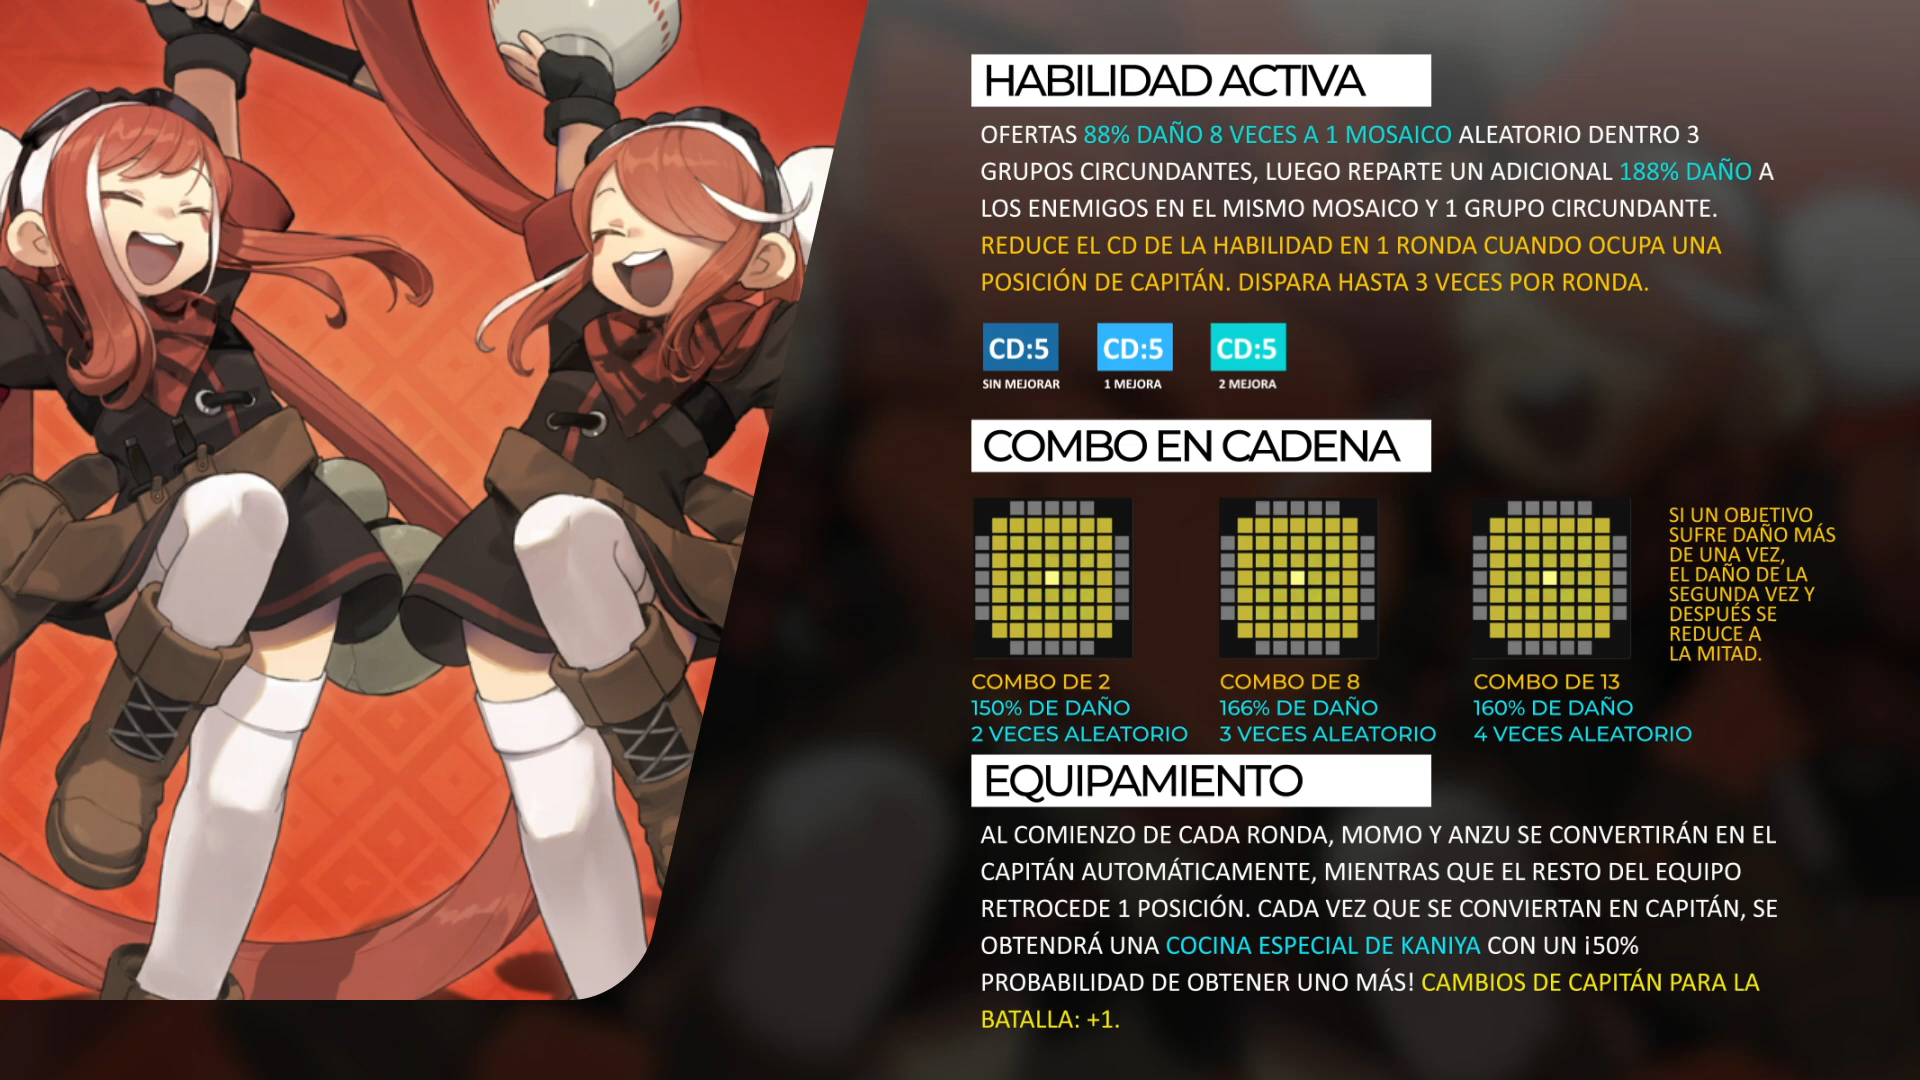 HABILIDAD ACTIVA
OFERTAS 88% DAÑO 8 VECES A 1 MOSAICO ALEATORIO DENTRO 3
GRUPOS CIRCUNDANTES, LUEGO REPARTE UN ADICIONAL 188% DAÑO A
LOS ENEMIGOS EN EL MISMO MOSAICO Y 1 GRUPO CIRCUNDANTE.
REDUCE EL CD DE LA HABILIDAD EN 1 RONDA CUANDO OCUPA UNA
POSICIÓN DE CAPITÁN. DISPARA HASTA 3 VECES POR RONDA.
CD:5 CD:5 CD:5
SIN MEJORAR 1 MEJORA 2 MEJORA
COMBO EN CADENA
SI UN OBJETIVO
SUFRE DAÑO MÁS
DE UNA VEZ,
EL DAÑO DE LA
SEGUNDA VEZ Y
DESPUÉS SE
REDUCE A
LA MITAD.
COMBO DE 2
150% DE DAÑO
2 VECES ALEATORIO
COMBO DE 8
166% DE DAÑO
3 VECES ALEATORIO
COMBO DE 13
160% DE DAÑO
4 VECES ALEATORIO
EQUIPAMIENTO
AL COMIENZO DE CADA RONDA, MOMO Y ANZU SE CONVERTIRÁN EN EL
CAPITÁN AUTOMÁTICAMENTE, MIENTRAS QUE EL RESTO DEL EQUIPO
RETROCEDE 1 POSICIÓN. CADA VEZ QUE SE CONVIERTAN EN CAPITÁN, SE
OBTENDRÁ UNA COCINA ESPECIAL DE KANIYA CON UN ¡50%
PROBABILIDAD DE OBTENER UNO MÁS! CAMBIOS DE CAPITÁN PARA LA
BATALLA: +1.